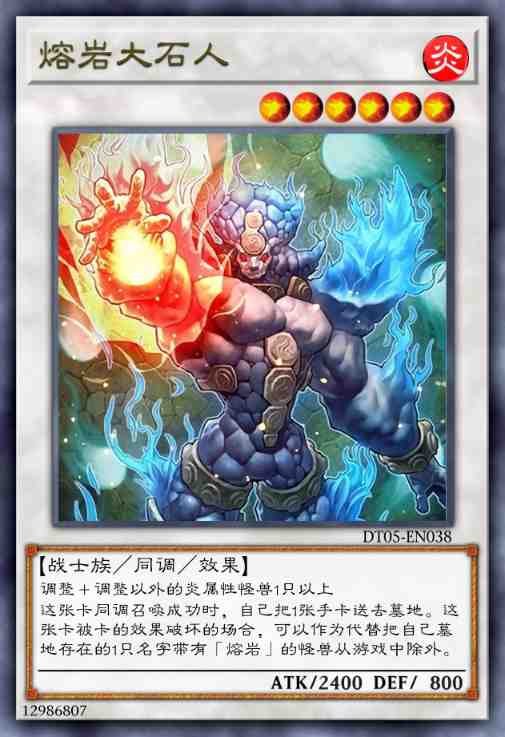 熔岩大石人
炎
DT05-EN038
【战士族／同调／效果】
调整＋调整以外的炎属性怪兽1只以上
这张卡同调召唤成功时，自己把1张手卡送去墓地。这
张卡被卡的效果破坏的场合，可以作为代替把自己墓
地存在的1只名字带有「熔岩」的怪兽从游戏中除外。
ATK/2400 DEF/ 800
12986807